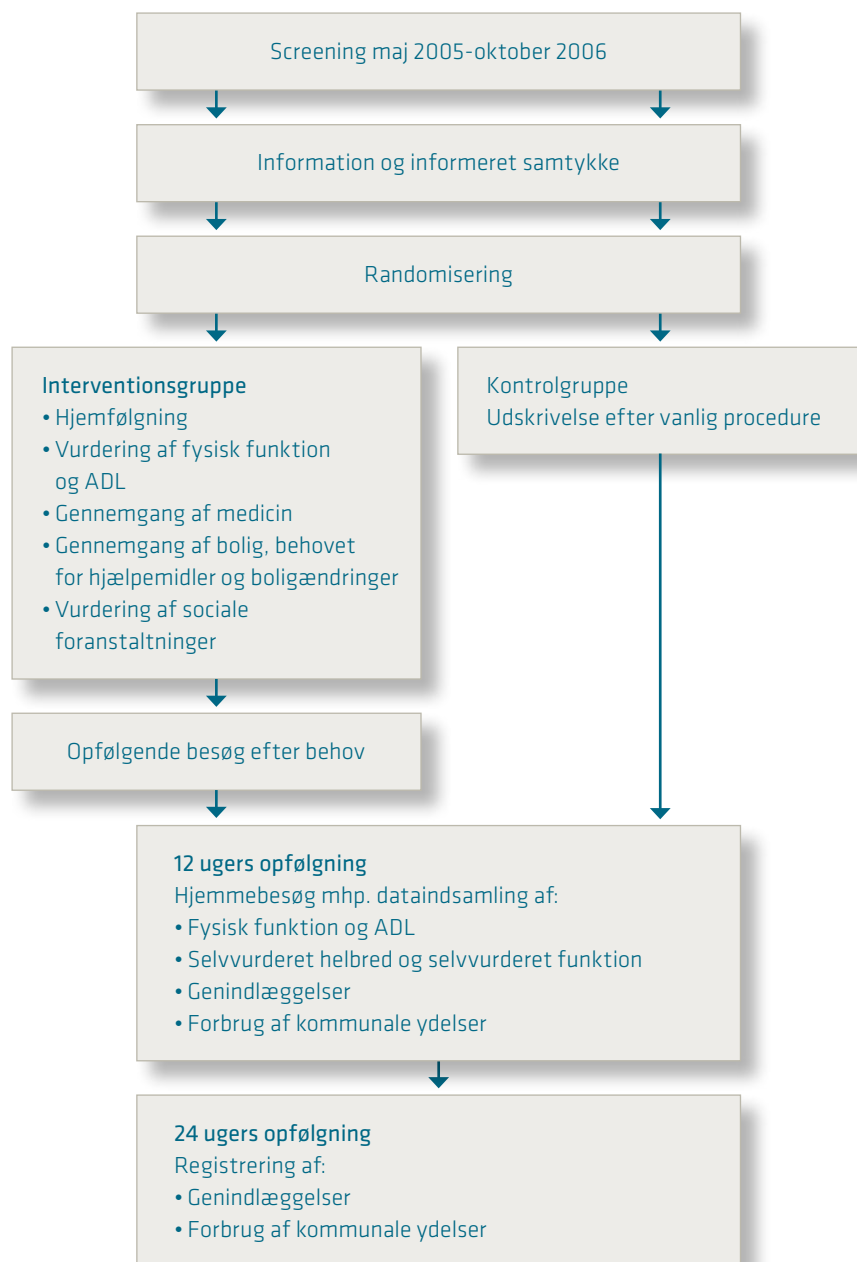 Screening maj 2005-oktober 2006
Information og informeret samtykke
Randomisering
Interventionsgruppe
• Hjemfølgning
• Vurdering af fysisk funktion
og ADL
• Gennemgang af medicin
• Gennemgang af bolig, behovet
for hjælpemidler og boligændringer
• Vurdering af sociale
foranstaltninger
Kontrolgruppe
Udskrivelse efter vanlig procedure
Opfølgende besøg efter behov
12 ugers opfølgning
Hjemmebesøg mhp. dataindsamling af:
• Fysisk funktion og ADL
• Selvvurderet helbred og selvvurderet funktion
• Genindlæggelser
• Forbrug af kommunale ydelser
24 ugers opfølgning
Registrering af:
• Genindlæggelser
• Forbrug af kommunale ydelser